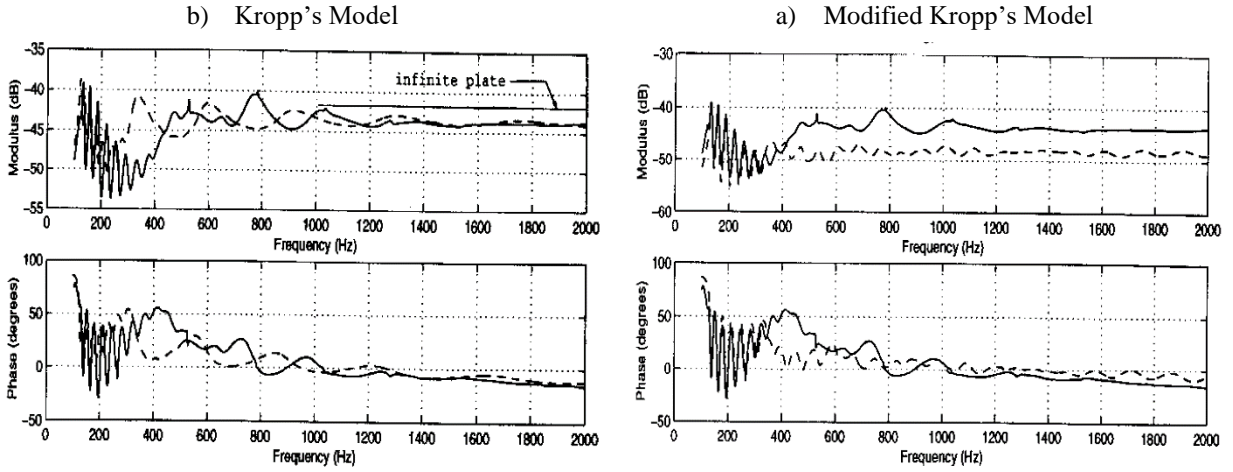 b) Kropp's Model
−35
−40
−45
−50
−55
Modulus (dB)
infinite plate
0 200 400 600 800 1000 1200 1400 1600 1800 2000
Frequency (Hz)
100
50
0
−50
Phase (degrees)
0 200 400 600 800 1000 1200 1400 1600 1800 2000
Frequency (Hz)
a) Modified Kropp's Model
−30
−40
−50
−60
Modulus (dB)
0 200 400 600 800 1000 1200 1400 1600 1800 2000
Frequency (Hz)
100
50
0
−50
Phase (degrees)
0 200 400 600 800 1000 1200 1400 1600 1800 2000
Frequency (Hz)